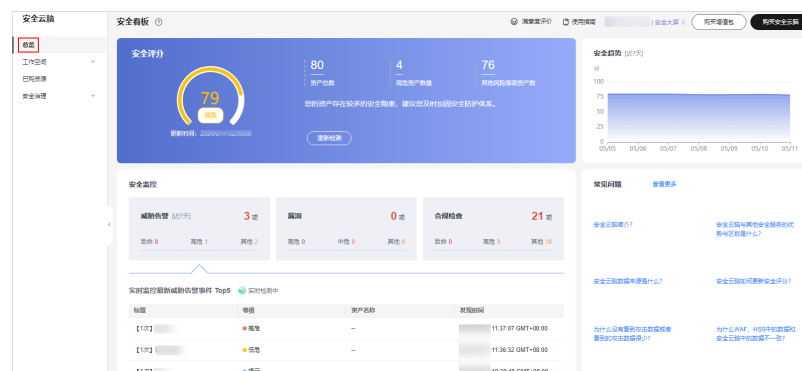 安全云脑
安全看板
满意度评价
使用指南
[安全大屏]
购买增值包
购买安全云脑
总览
工作空间
已购资源
安全治理
安全评分
79
低危
更新时间：
80
资产总数
4
高危资产数量
76
其他风险等级资产数
您的资产存在较多的安全隐患，建议您及时加固安全防护体系。
重新检测
安全趋势 (近7天)
分
100
75
50
25
0
05/05 05/06 05/07 05/08 05/09 05/10 05/11
安全监控
威胁告警 (近7天) 3 项
致命 0 高危 1 其他 2
漏洞 0 项
高危 0 中危 0 其他 0
合规检查 21 项
致命 0 高危 3 其他 18
实时监控最新威胁告警事件 Top5 实时检测中
标题 等级 资产名称 发现时间
【1次】 高危 -- 11:37:07 GMT+08:00
【1次】 低危 -- 11:36:32 GMT+08:00
常见问题 查看更多
安全云脑简介?
安全云脑与其他安全服务的优
势与区别是什么?
安全云脑数据来源是什么?
安全云脑如何更新安全评分?
为什么没有看到攻击数据或者
看到的攻击数据很少?
为什么WAF、HSS中的数据和
安全云脑中的数据不一致?